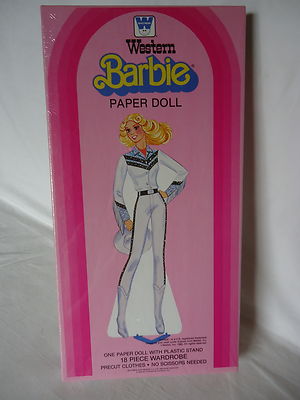 W
Western
Barbie
PAPER DOLL
ONE PAPER DOLL WITH PLASTIC STAND
18 PIECE WARDROBE
PRECUT CLOTHES • NO SCISSORS NEEDED